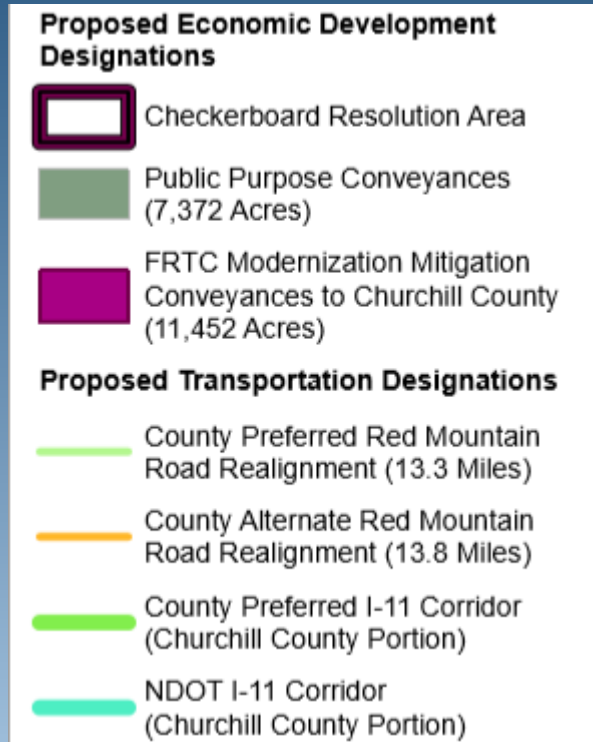 Proposed Economic Development
Designations
Checkerboard Resolution Area
Public Purpose Conveyances
(7,372 Acres)
FRTC Modernization Mitigation
Conveyances to Churchill County
(11,452 Acres)
Proposed Transportation Designations
County Preferred Red Mountain
Road Realignment (13.3 Miles)
County Alternate Red Mountain
Road Realignment (13.8 Miles)
County Preferred I-11 Corridor
(Churchill County Portion)
NDOT I-11 Corridor
(Churchill County Portion)